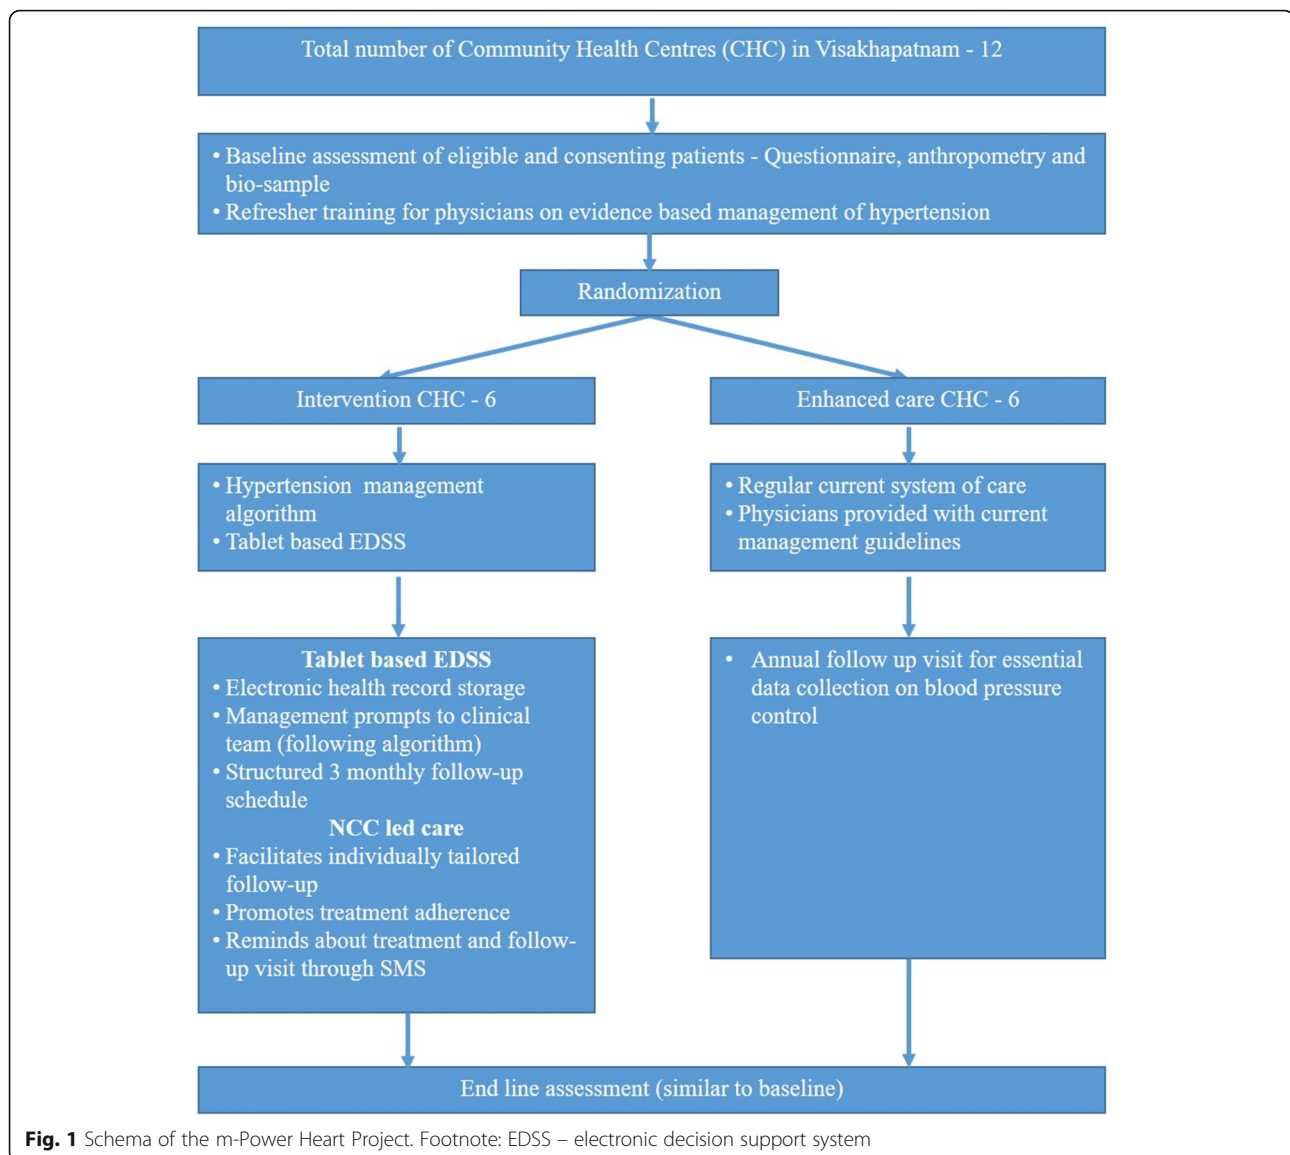 Total number of Community Health Centres (CHC) in Visakhapatnam - 12
• Baseline assessment of eligible and consenting patients - Questionnaire, anthropometry and
bio-sample
• Refresher training for physicians on evidence based management of hypertension
Randomization
Intervention CHC - 6
Enhanced care CHC - 6
• Hypertension management
algorithm
• Tablet based EDSS
• Regular current system of care
• Physicians provided with current
management guidelines
Tablet based EDSS
• Electronic health record storage
• Management prompts to clinical
team (following algorithm)
• Structured 3 monthly follow-up
schedule
NCC led care
• Facilitates individually tailored
follow-up
• Promotes treatment adherence
• Reminds about treatment and follow-
up visit through SMS
• Annual follow up visit for essential
data collection on blood pressure
control
End line assessment (similar to baseline)
Fig. 1 Schema of the m-Power Heart Project. Footnote: EDSS – electronic decision support system